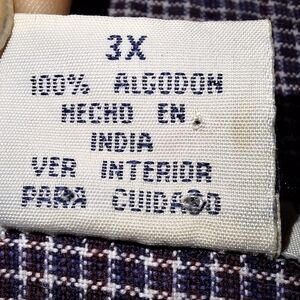 3X
100% ALGODON
HECHO EN
INDIA
VER INTERIOR
PARA CUIDADO